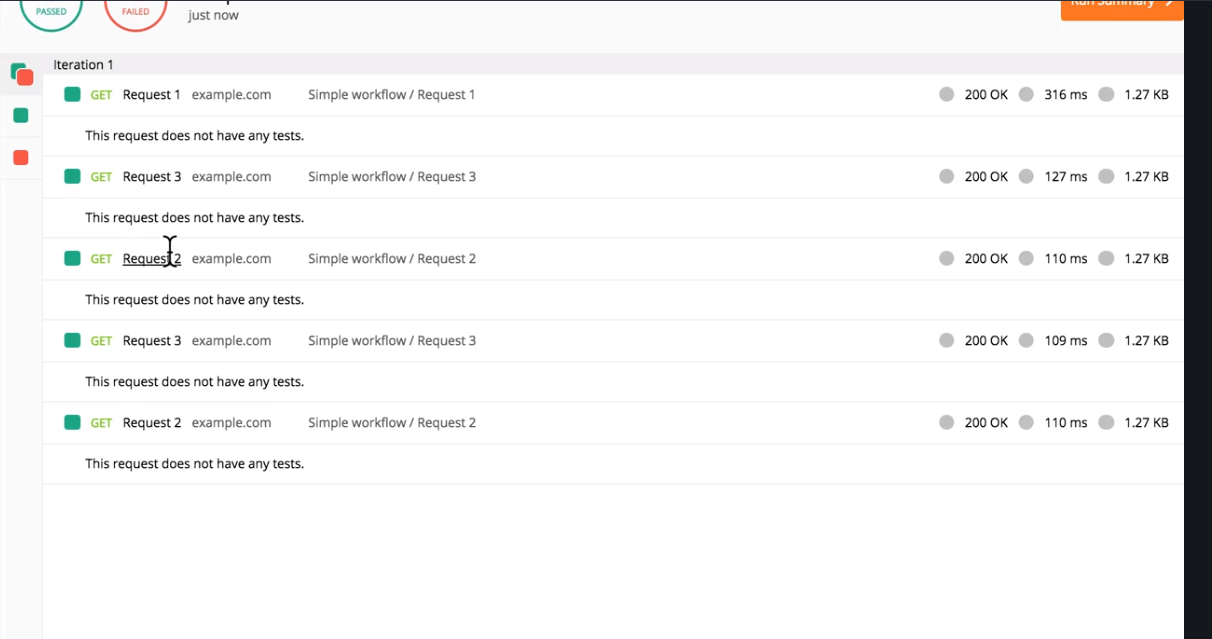 PASSED
FAILED
just now
Run Summary
Iteration 1
GET Request 1 example.com Simple workflow / Request 1 200 OK 316 ms 1.27 KB
This request does not have any tests.
GET Request 3 example.com Simple workflow / Request 3 200 OK 127 ms 1.27 KB
This request does not have any tests.
GET Request 2 example.com Simple workflow / Request 2 200 OK 110 ms 1.27 KB
This request does not have any tests.
GET Request 3 example.com Simple workflow / Request 3 200 OK 109 ms 1.27 KB
This request does not have any tests.
GET Request 2 example.com Simple workflow / Request 2 200 OK 110 ms 1.27 KB
This request does not have any tests.